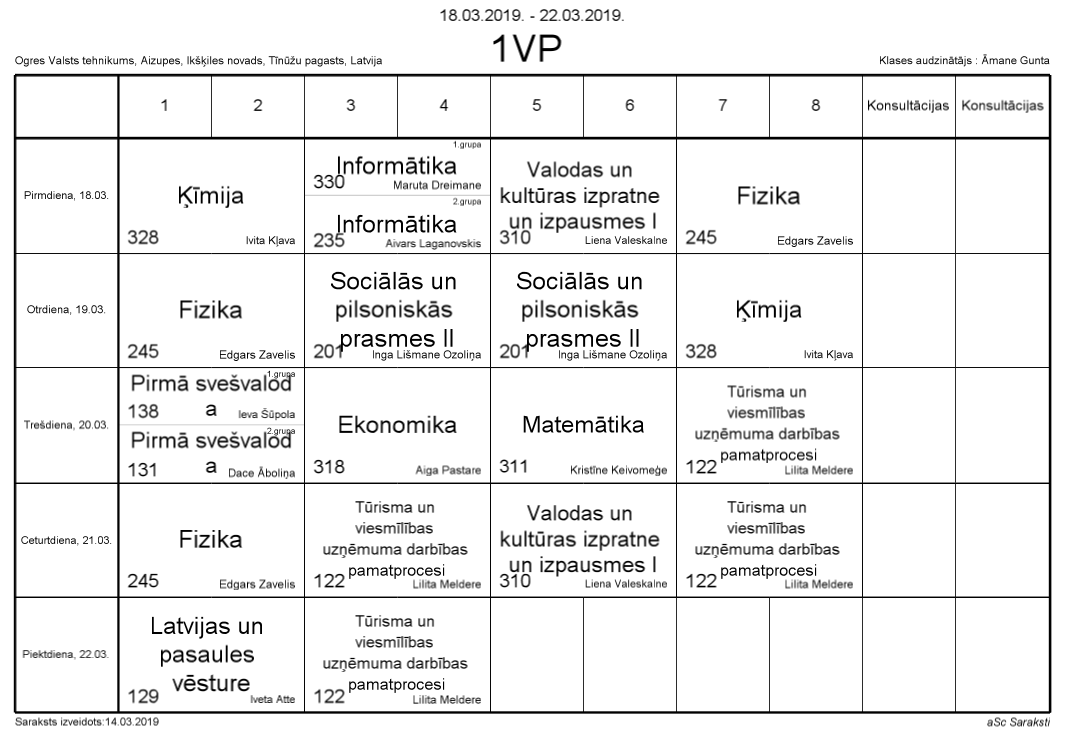 18.03.2019. - 22.03.2019.
1VP
Ogres Valsts tehnikums, Aizupes, Ikšķiles novads, Tīnūžu pagasts, Latvija
Klases audzinātājs : Āmane Gunta
1 2 3 4 5 6 7 8 Konsultācijas Konsultācijas
Pirmdiena, 18.03.
Ķīmija
328 Ivita Kļava
1.grupa
Informātika
330 Maruta Dreimane
2.grupa
Informātika
235 Aivars Laganovskis
Valodas un
kultūras izpratne
un izpausmes I
310 Liena Valeskalne
Fizika
245 Edgars Zavelis
Otrdiena, 19.03.
Fizika
245 Edgars Zavelis
Sociālās un
pilsoniskās
prasmes II
201 Inga Lišmane Ozoliņa
Sociālās un
pilsoniskās
prasmes II
201 Inga Lišmane Ozoliņa
Ķīmija
328 Ivita Kļava
Trešdiena, 20.03.
1.grupa
Pirmā svešvalod
a
138 Ieva Šūpola
2.grupa
Pirmā svešvalod
a
131 Dace Āboliņa
Ekonomika
318 Aiga Pastare
Matemātika
311 Kristīne Keivomeģe
Tūrisma un
viesmīlības
uzņēmuma darbības
pamatprocesi
122 Lilita Meldere
Ceturtdiena, 21.03.
Fizika
245 Edgars Zavelis
Tūrisma un
viesmīlības
uzņēmuma darbības
pamatprocesi
122 Lilita Meldere
Valodas un
kultūras izpratne
un izpausmes I
310 Liena Valeskalne
Tūrisma un
viesmīlības
uzņēmuma darbības
pamatprocesi
122 Lilita Meldere
Piektdiena, 22.03.
Latvijas un
pasaules
vēsture
129 Iveta Atte
Tūrisma un
viesmīlības
uzņēmuma darbības
pamatprocesi
122 Lilita Meldere
Saraksts izveidots:14.03.2019
aSc Saraksti